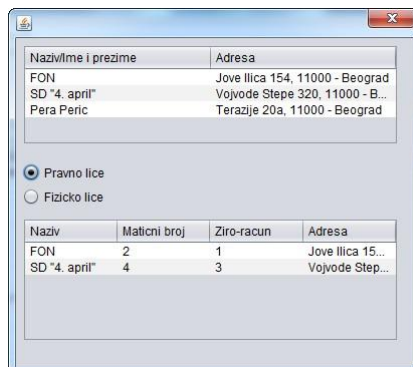 Naziv/Ime i prezime Adresa
FON Jove Ilica 154, 11000 - Beograd
SD "4. april" Vojvode Stepe 320, 11000 - B...
Pera Peric Terazije 20a, 11000 - Beograd
Pravno lice
Fizicko lice
Naziv Maticni broj Ziro-racun Adresa
FON 2 1 Jove Ilica 15...
SD "4. april" 4 3 Vojvode Step...